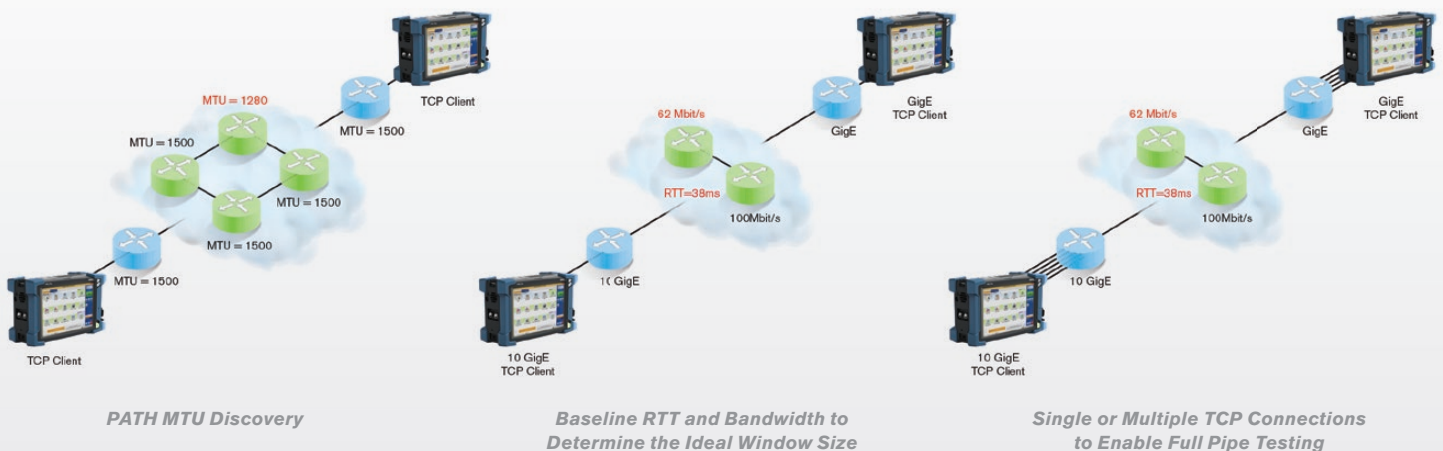 TCP Client
MTU = 1280
MTU = 1500
MTU = 1500
MTU = 1500
MTU = 1500
MTU = 1500
TCP Client
PATH MTU Discovery
GigE
TCP Client
62 Mbit/s
GigE
RTT=38ms
100Mbit/s
10 GigE
10 GigE
TCP Client
Baseline RTT and Bandwidth to
Determine the Ideal Window Size
GigE
TCP Client
62 Mbit/s
GigE
RTT=38ms
100Mbit/s
10 GigE
10 GigE
TCP Client
Single or Multiple TCP Connections
to Enable Full Pipe Testing